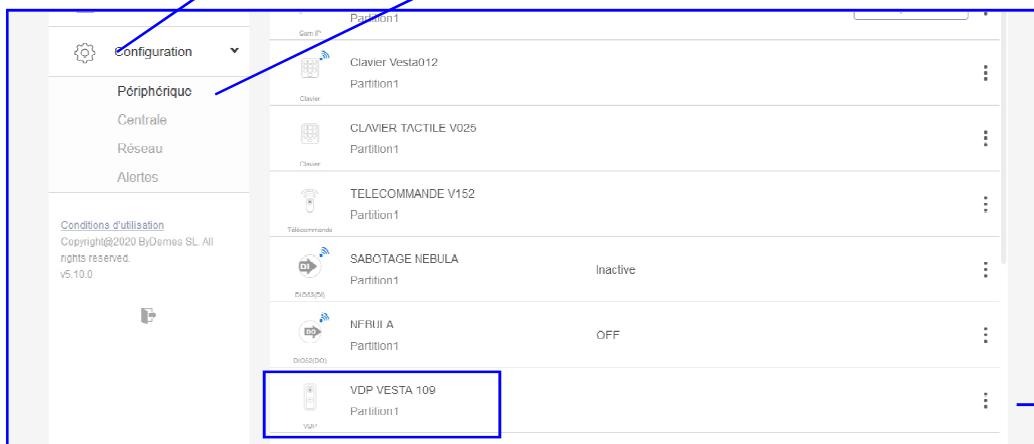 Configuration
Périphérique
Centrale
Réseau
Alertes
Conditions d'utilisation
Copyright@2020 ByDemes SL. All
rights reserved.
v5.10.0
Partition1
Cam IP
Clavier Vesta012
Partition1
Clavier
CLAVIER TACTILE V025
Partition1
Clavier
TELECOMMANDE V152
Partition1
Télécommande
SABOTAGE NEBULA
Inactive
Partition1
NEBULA
OFF
Partition1
DIO52(DO)
VDP VESTA 109
Partition1
VDP